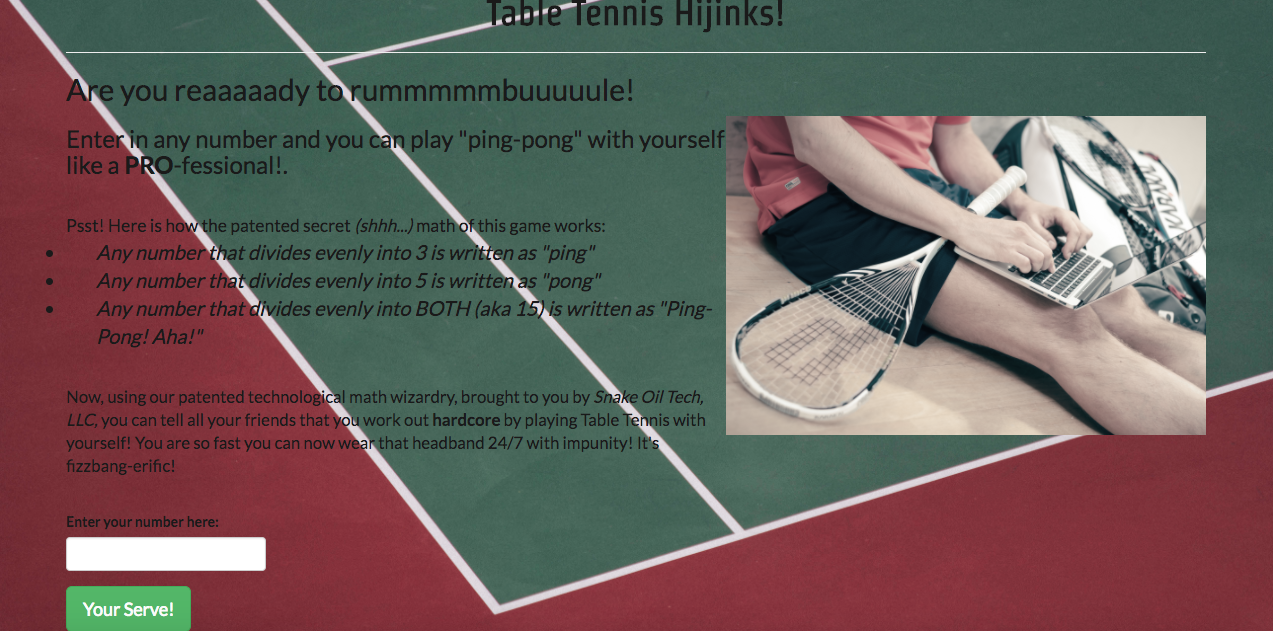 Table Tennis Hijinks!
Are you reaaaaady to rummmmmbuuuuule!
Enter in any number and you can play "ping-pong" with yourself
like a PRO-fessional!.
Psst! Here is how the patented secret (shhh...) math of this game works:
Any number that divides evenly into 3 is written as "ping"
Any number that divides evenly into 5 is written as "pong"
Any number that divides evenly into BOTH (aka 15) is written as "Ping-
Pong! Aha!"
Now, using our patented technological math wizardry, brought to you by Snake Oil Tech,
LLC, you can tell all your friends that you work out hardcore by playing Table Tennis with
yourself! You are so fast you can now wear that headband 24/7 with impunity! It's
fizzbang-erific!
Enter your number here:
Your Serve!